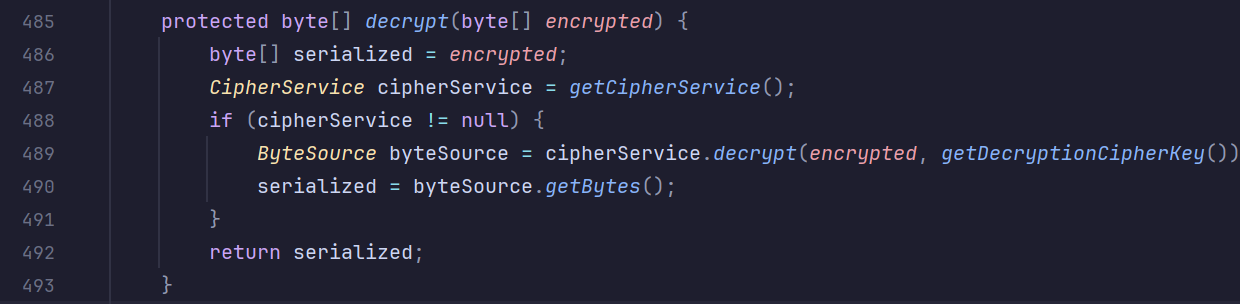 485 protected byte[] decrypt(byte[] encrypted) {
486 byte[] serialized = encrypted;
487 CipherService cipherService = getCipherService();
488 if (cipherService != null) {
489 ByteSource byteSource = cipherService.decrypt(encrypted, getDecryptionCipherKey())
490 serialized = byteSource.getBytes();
491 }
492 return serialized;
493 }